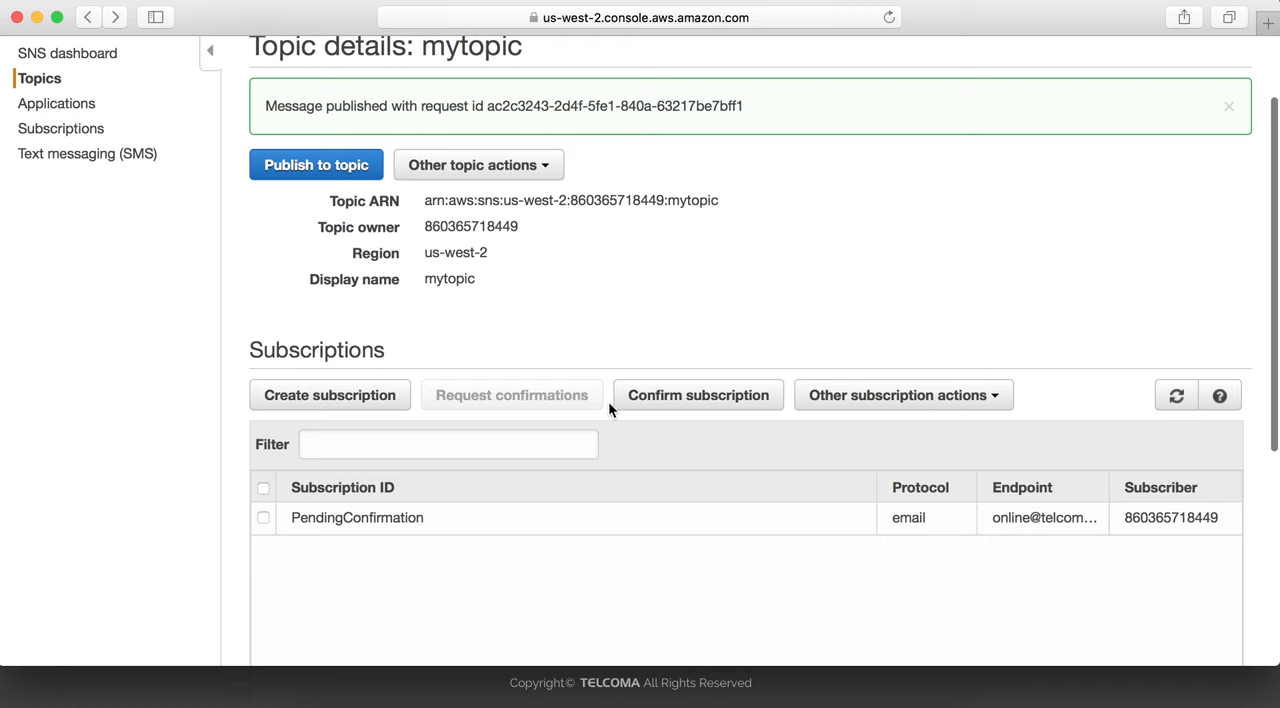 us-west-2.console.aws.amazon.com
SNS dashboard
Topics
Applications
Subscriptions
Text messaging (SMS)
Topic details: mytopic
Message published with request id ac2c3243-2d4f-5fe1-840a-63217be7bff1
Publish to topic
Other topic actions
Topic ARN arn:aws:sns:us-west-2:860365718449:mytopic
Topic owner 860365718449
Region us-west-2
Display name mytopic
Subscriptions
Create subscription Request confirmations Confirm subscription Other subscription actions
Filter
Subscription ID Protocol Endpoint Subscriber
PendingConfirmation email online@telcom... 860365718449
Copyright© TELCOMA All Rights Reserved